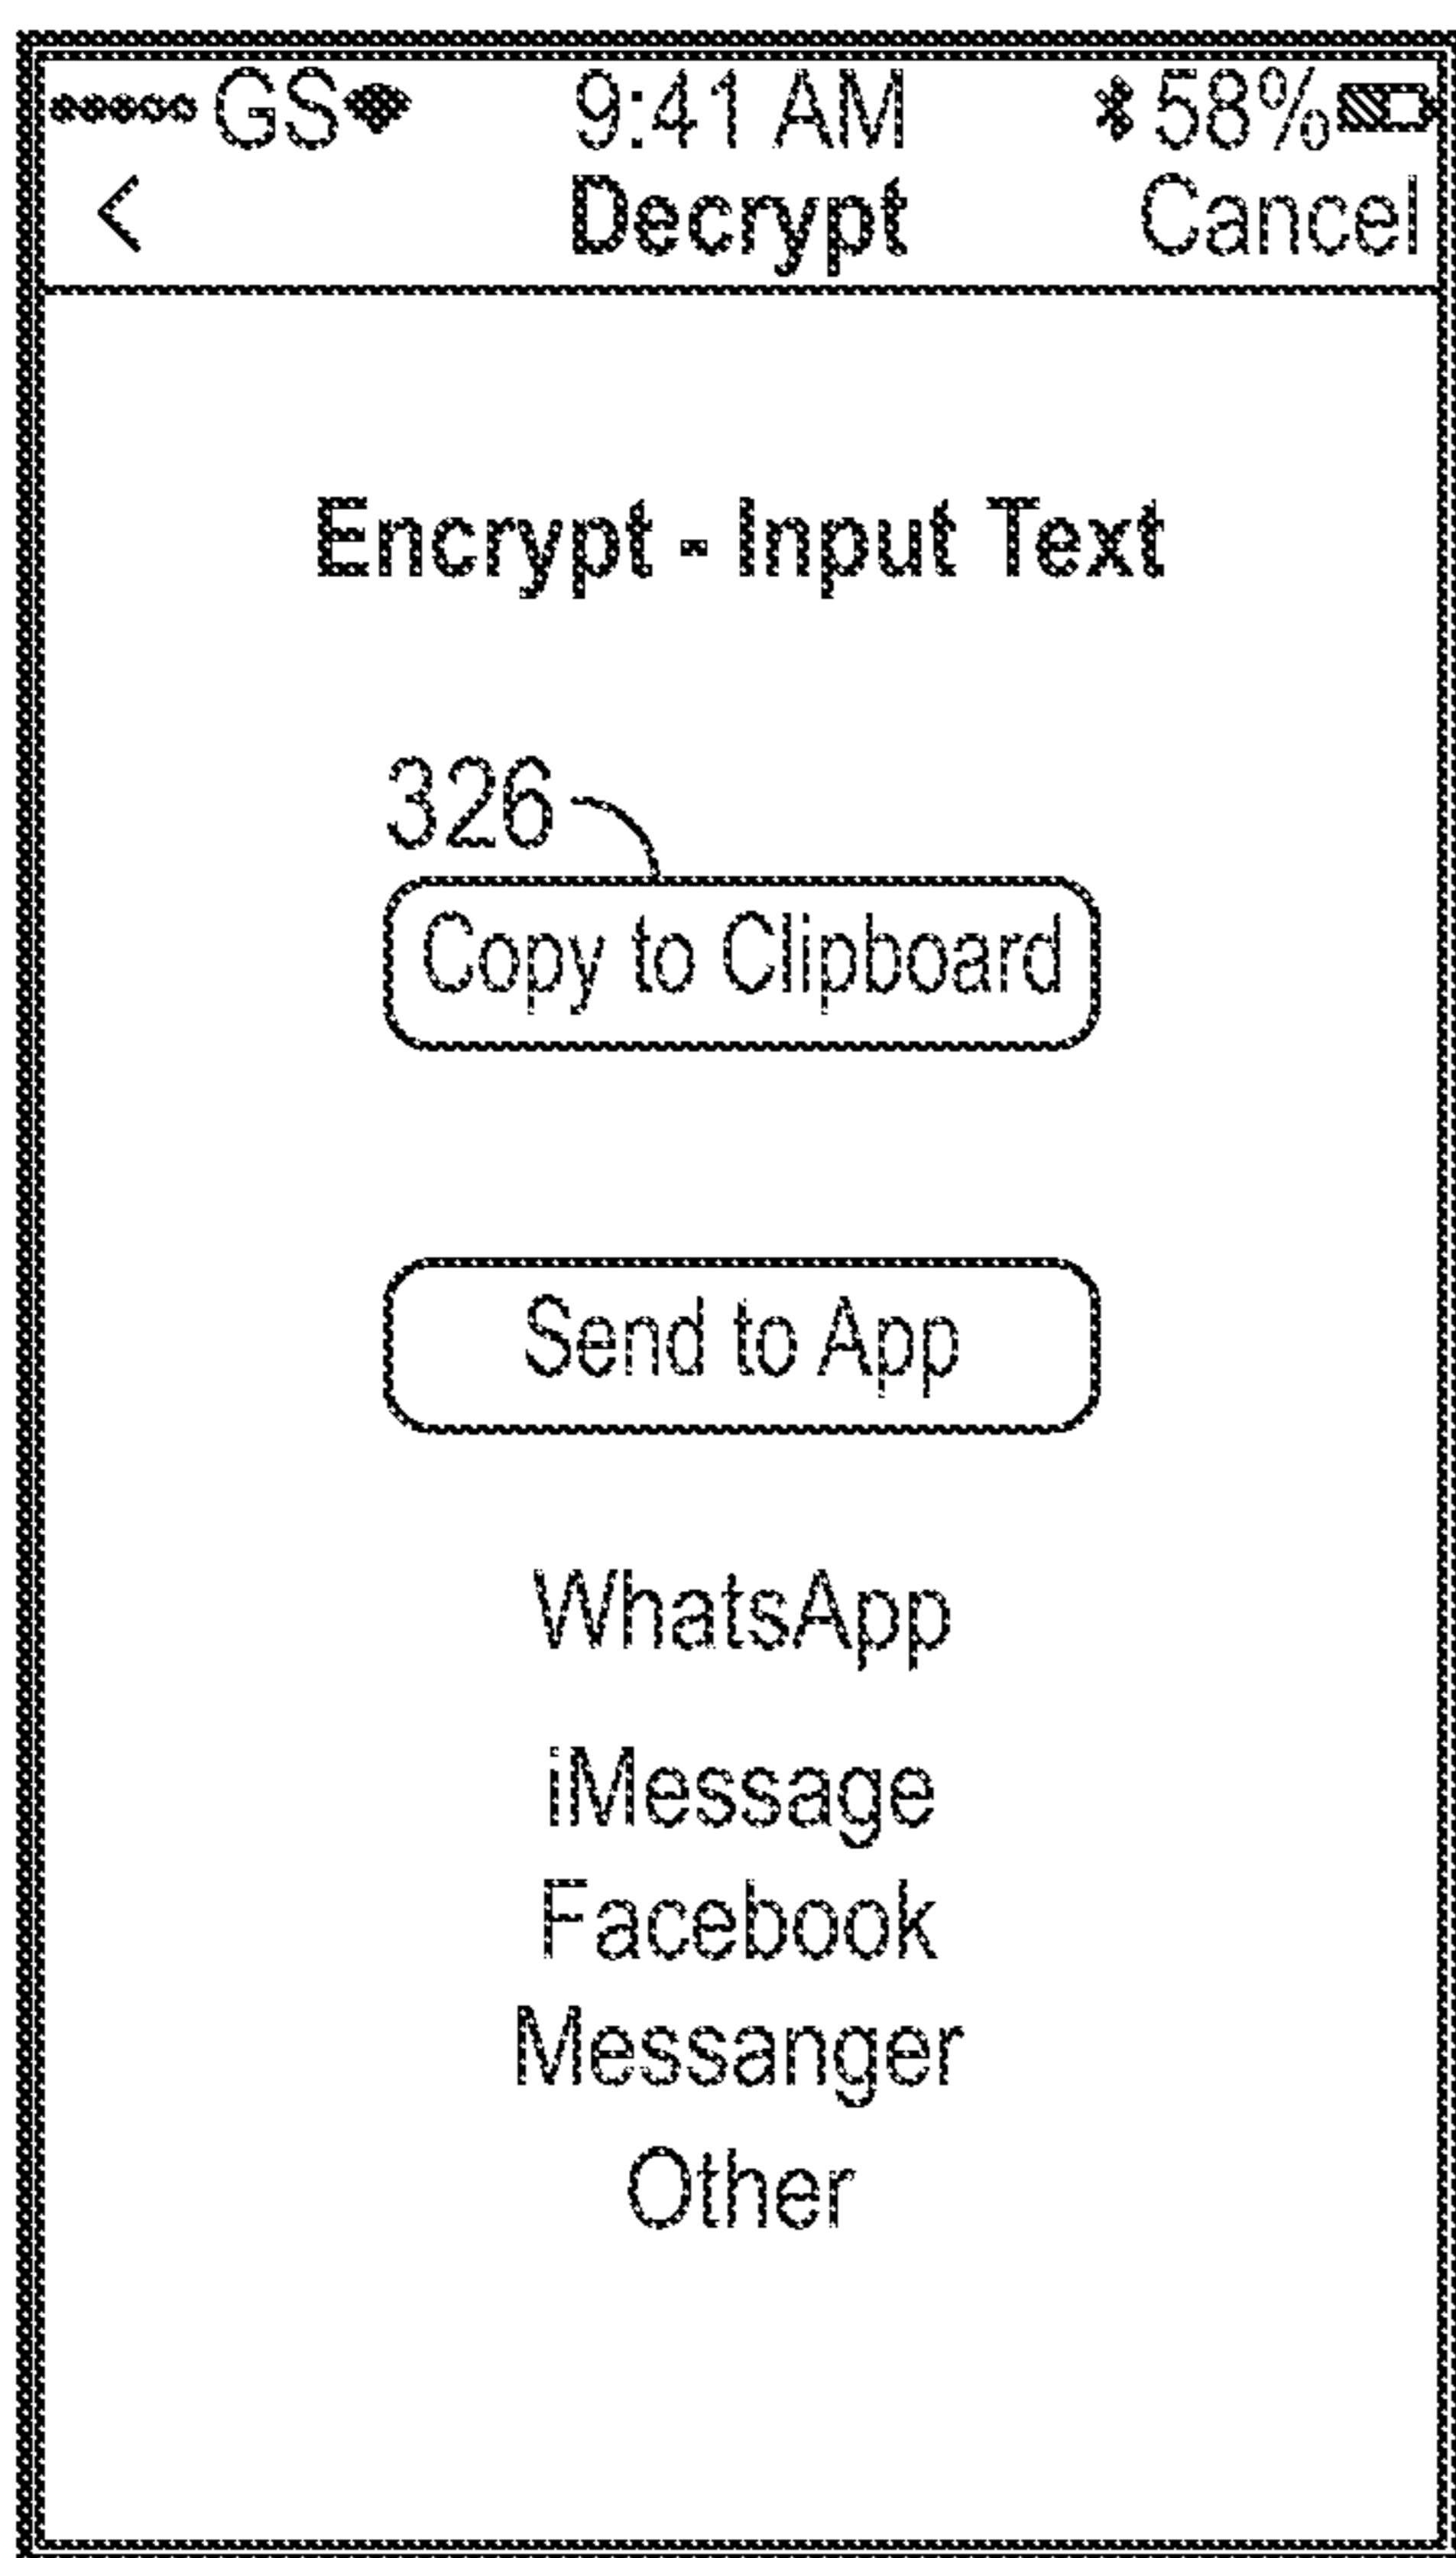 GS 9:41 AM 58%
< Decrypt Cancel
Encrypt - Input Text
326
Copy to Clipboard
Send to App
WhatsApp
iMessage
Facebook
Messanger
Other